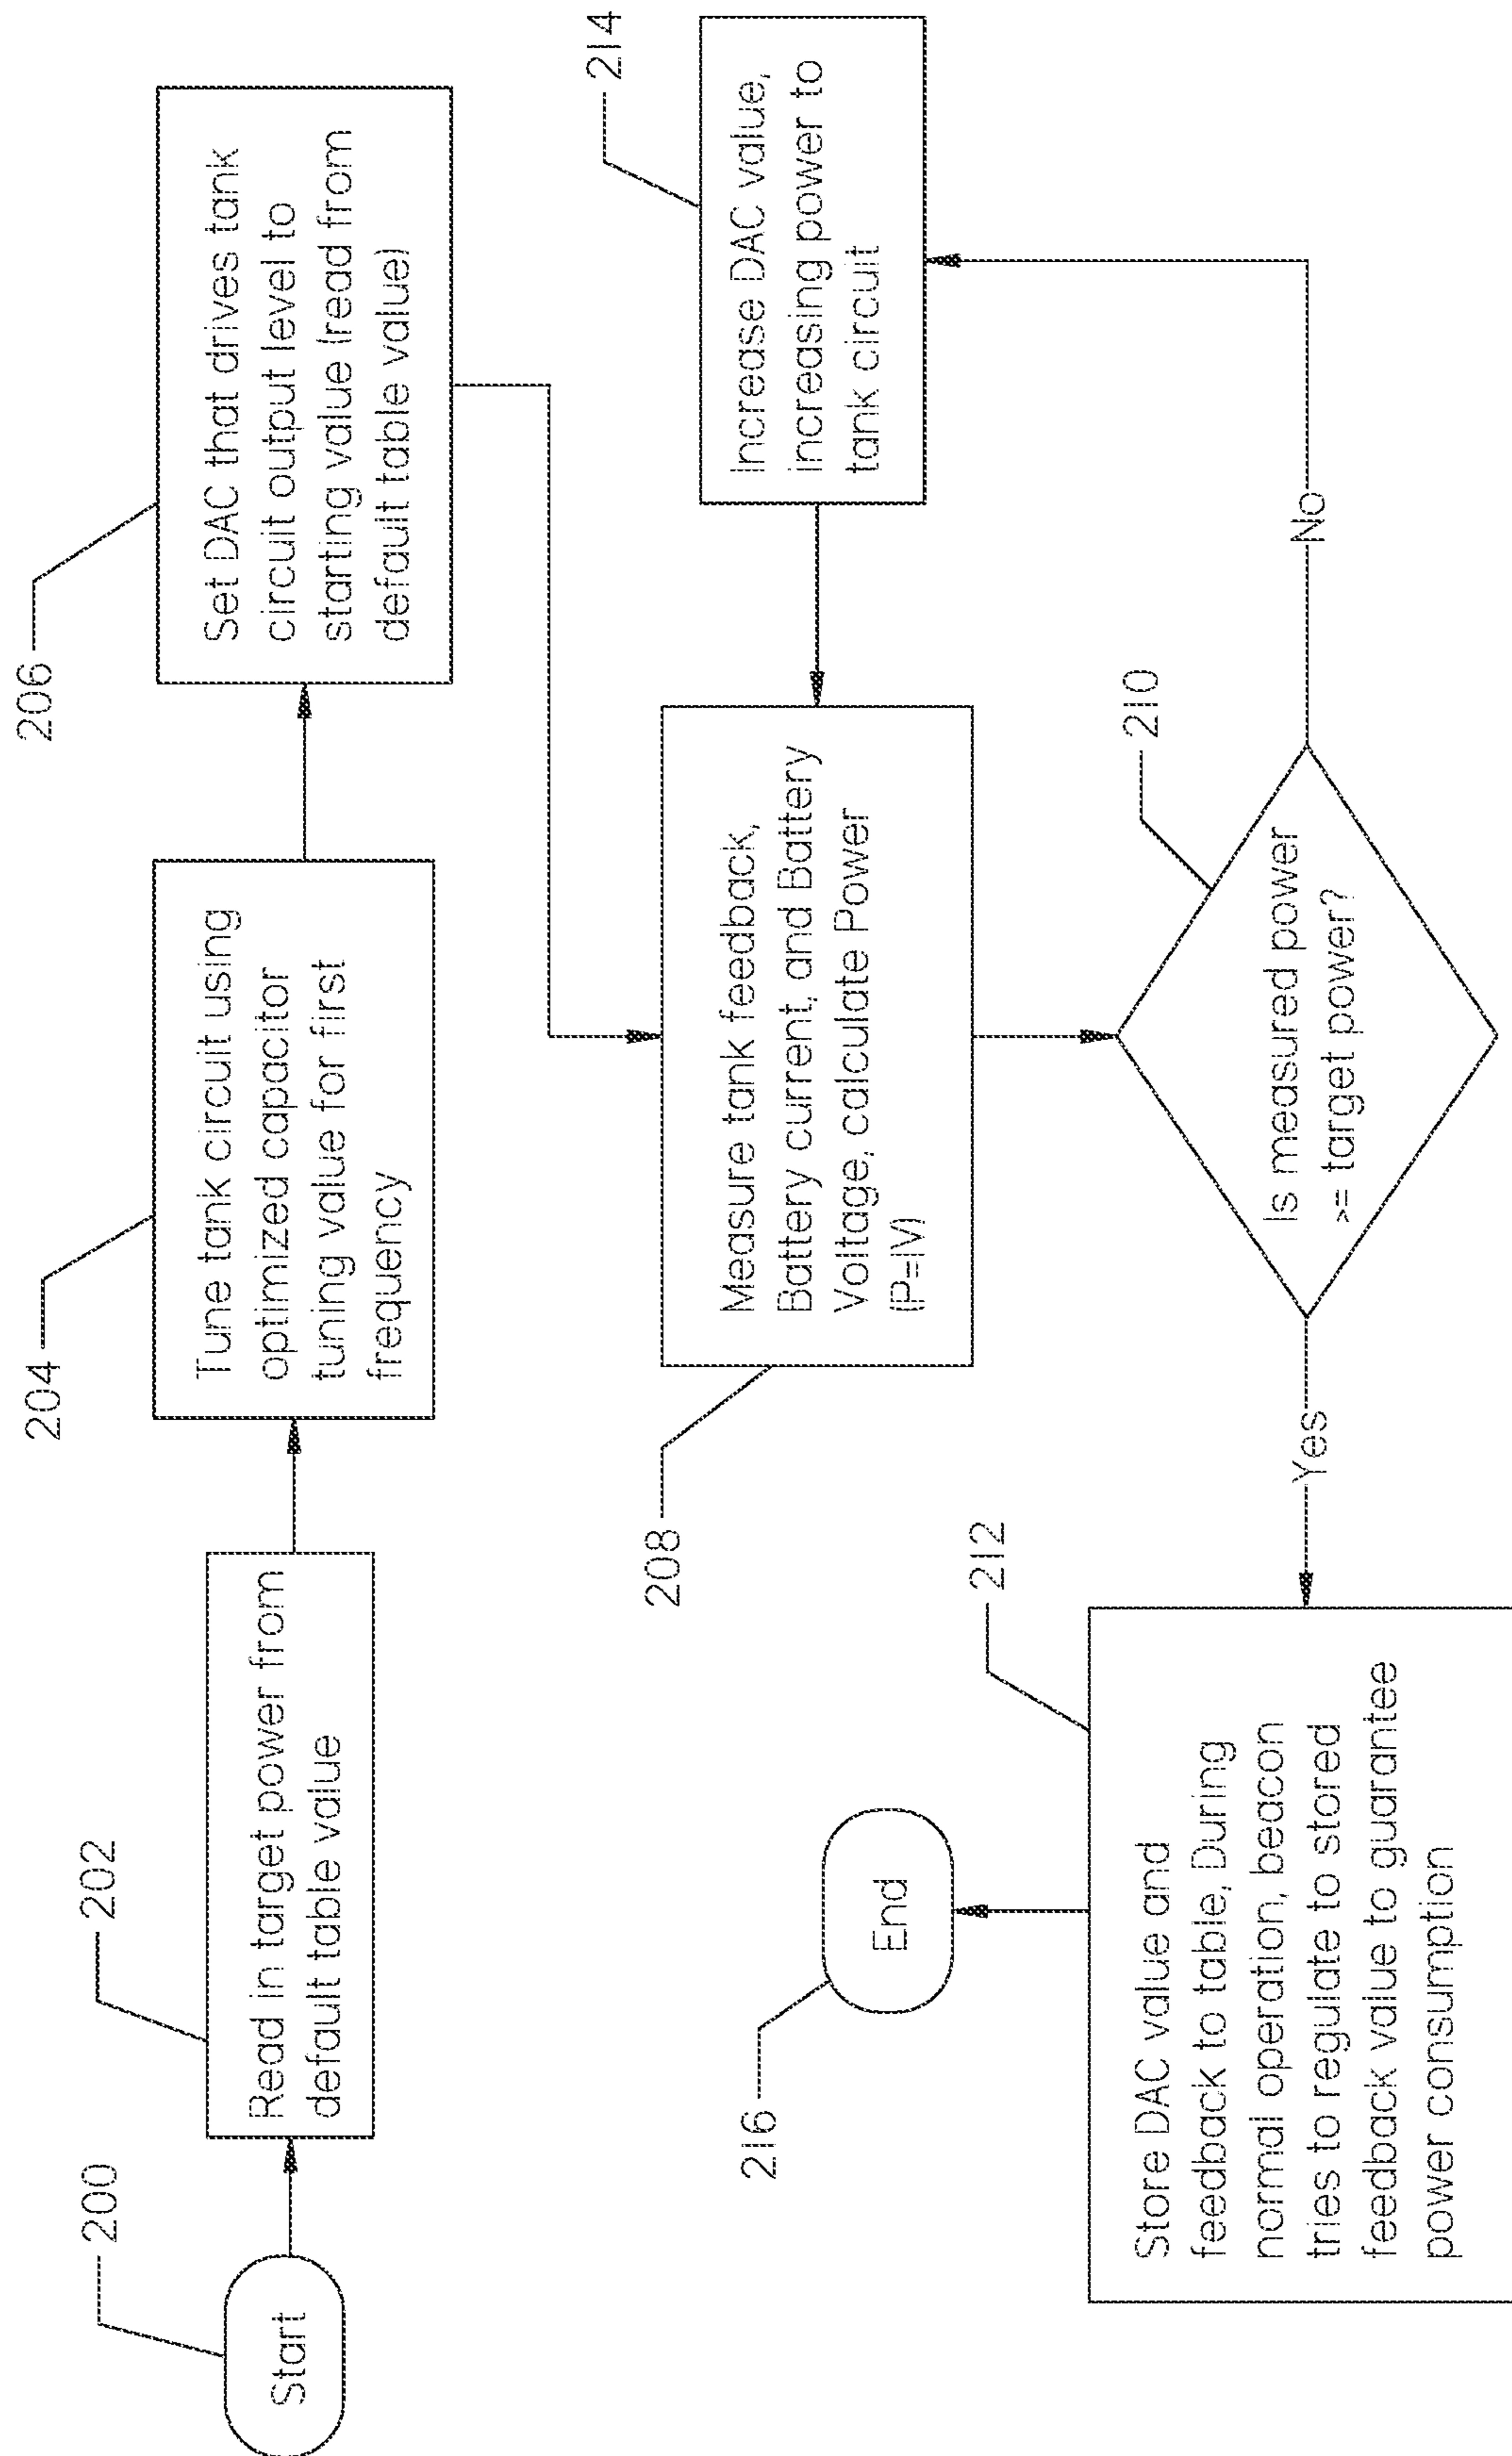 200
Start
202
Read in target power from
default table value
204
Tune tank circuit using
optimized capacitor
tuning value for first
frequency
206
Set DAC that drives tank
circuit output level to
starting value (read from
default table value)
208
Measure tank feedback,
Battery current, and Battery
Voltage, calculate Power
(P=IV)
214
Increase DAC value,
increasing power to
tank circuit
210
Is measured power
>= target power?
No
Yes
212
Store DAC value and
feedback to table, During
normal operation, beacon
tries to regulate to stored
feedback value to guarantee
power consumption
216
End